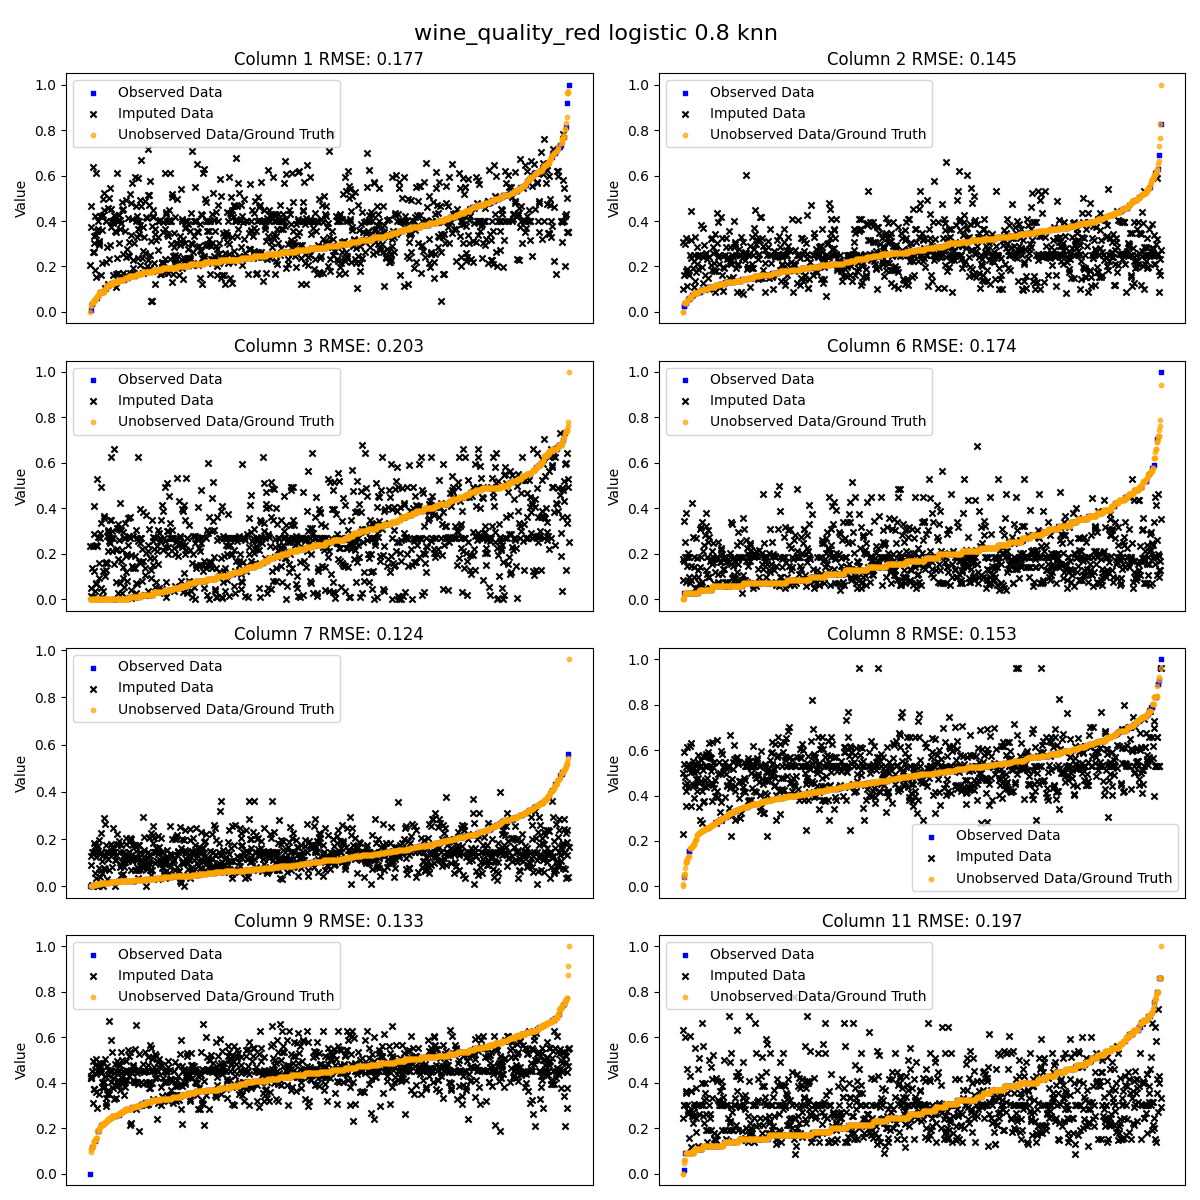 wine_quality_red logistic 0.8 knn
Column 1 RMSE: 0.177
Value
1.0
0.8
0.6
0.4
0.2
0.0
Observed Data
Imputed Data
Unobserved Data/Ground Truth
Column 2 RMSE: 0.145
Value
1.0
0.8
0.6
0.4
0.2
0.0
Observed Data
Imputed Data
Unobserved Data/Ground Truth
Column 3 RMSE: 0.203
Value
1.0
0.8
0.6
0.4
0.2
0.0
Observed Data
Imputed Data
Unobserved Data/Ground Truth
Column 6 RMSE: 0.174
Value
1.0
0.8
0.6
0.4
0.2
0.0
Observed Data
Imputed Data
Unobserved Data/Ground Truth
Column 7 RMSE: 0.124
Value
1.0
0.8
0.6
0.4
0.2
0.0
Observed Data
Imputed Data
Unobserved Data/Ground Truth
Column 8 RMSE: 0.153
Value
1.0
0.8
0.6
0.4
0.2
0.0
Observed Data
Imputed Data
Unobserved Data/Ground Truth
Column 9 RMSE: 0.133
Value
1.0
0.8
0.6
0.4
0.2
0.0
Observed Data
Imputed Data
Unobserved Data/Ground Truth
Column 11 RMSE: 0.197
Value
1.0
0.8
0.6
0.4
0.2
0.0
Observed Data
Imputed Data
Unobserved Data/Ground Truth